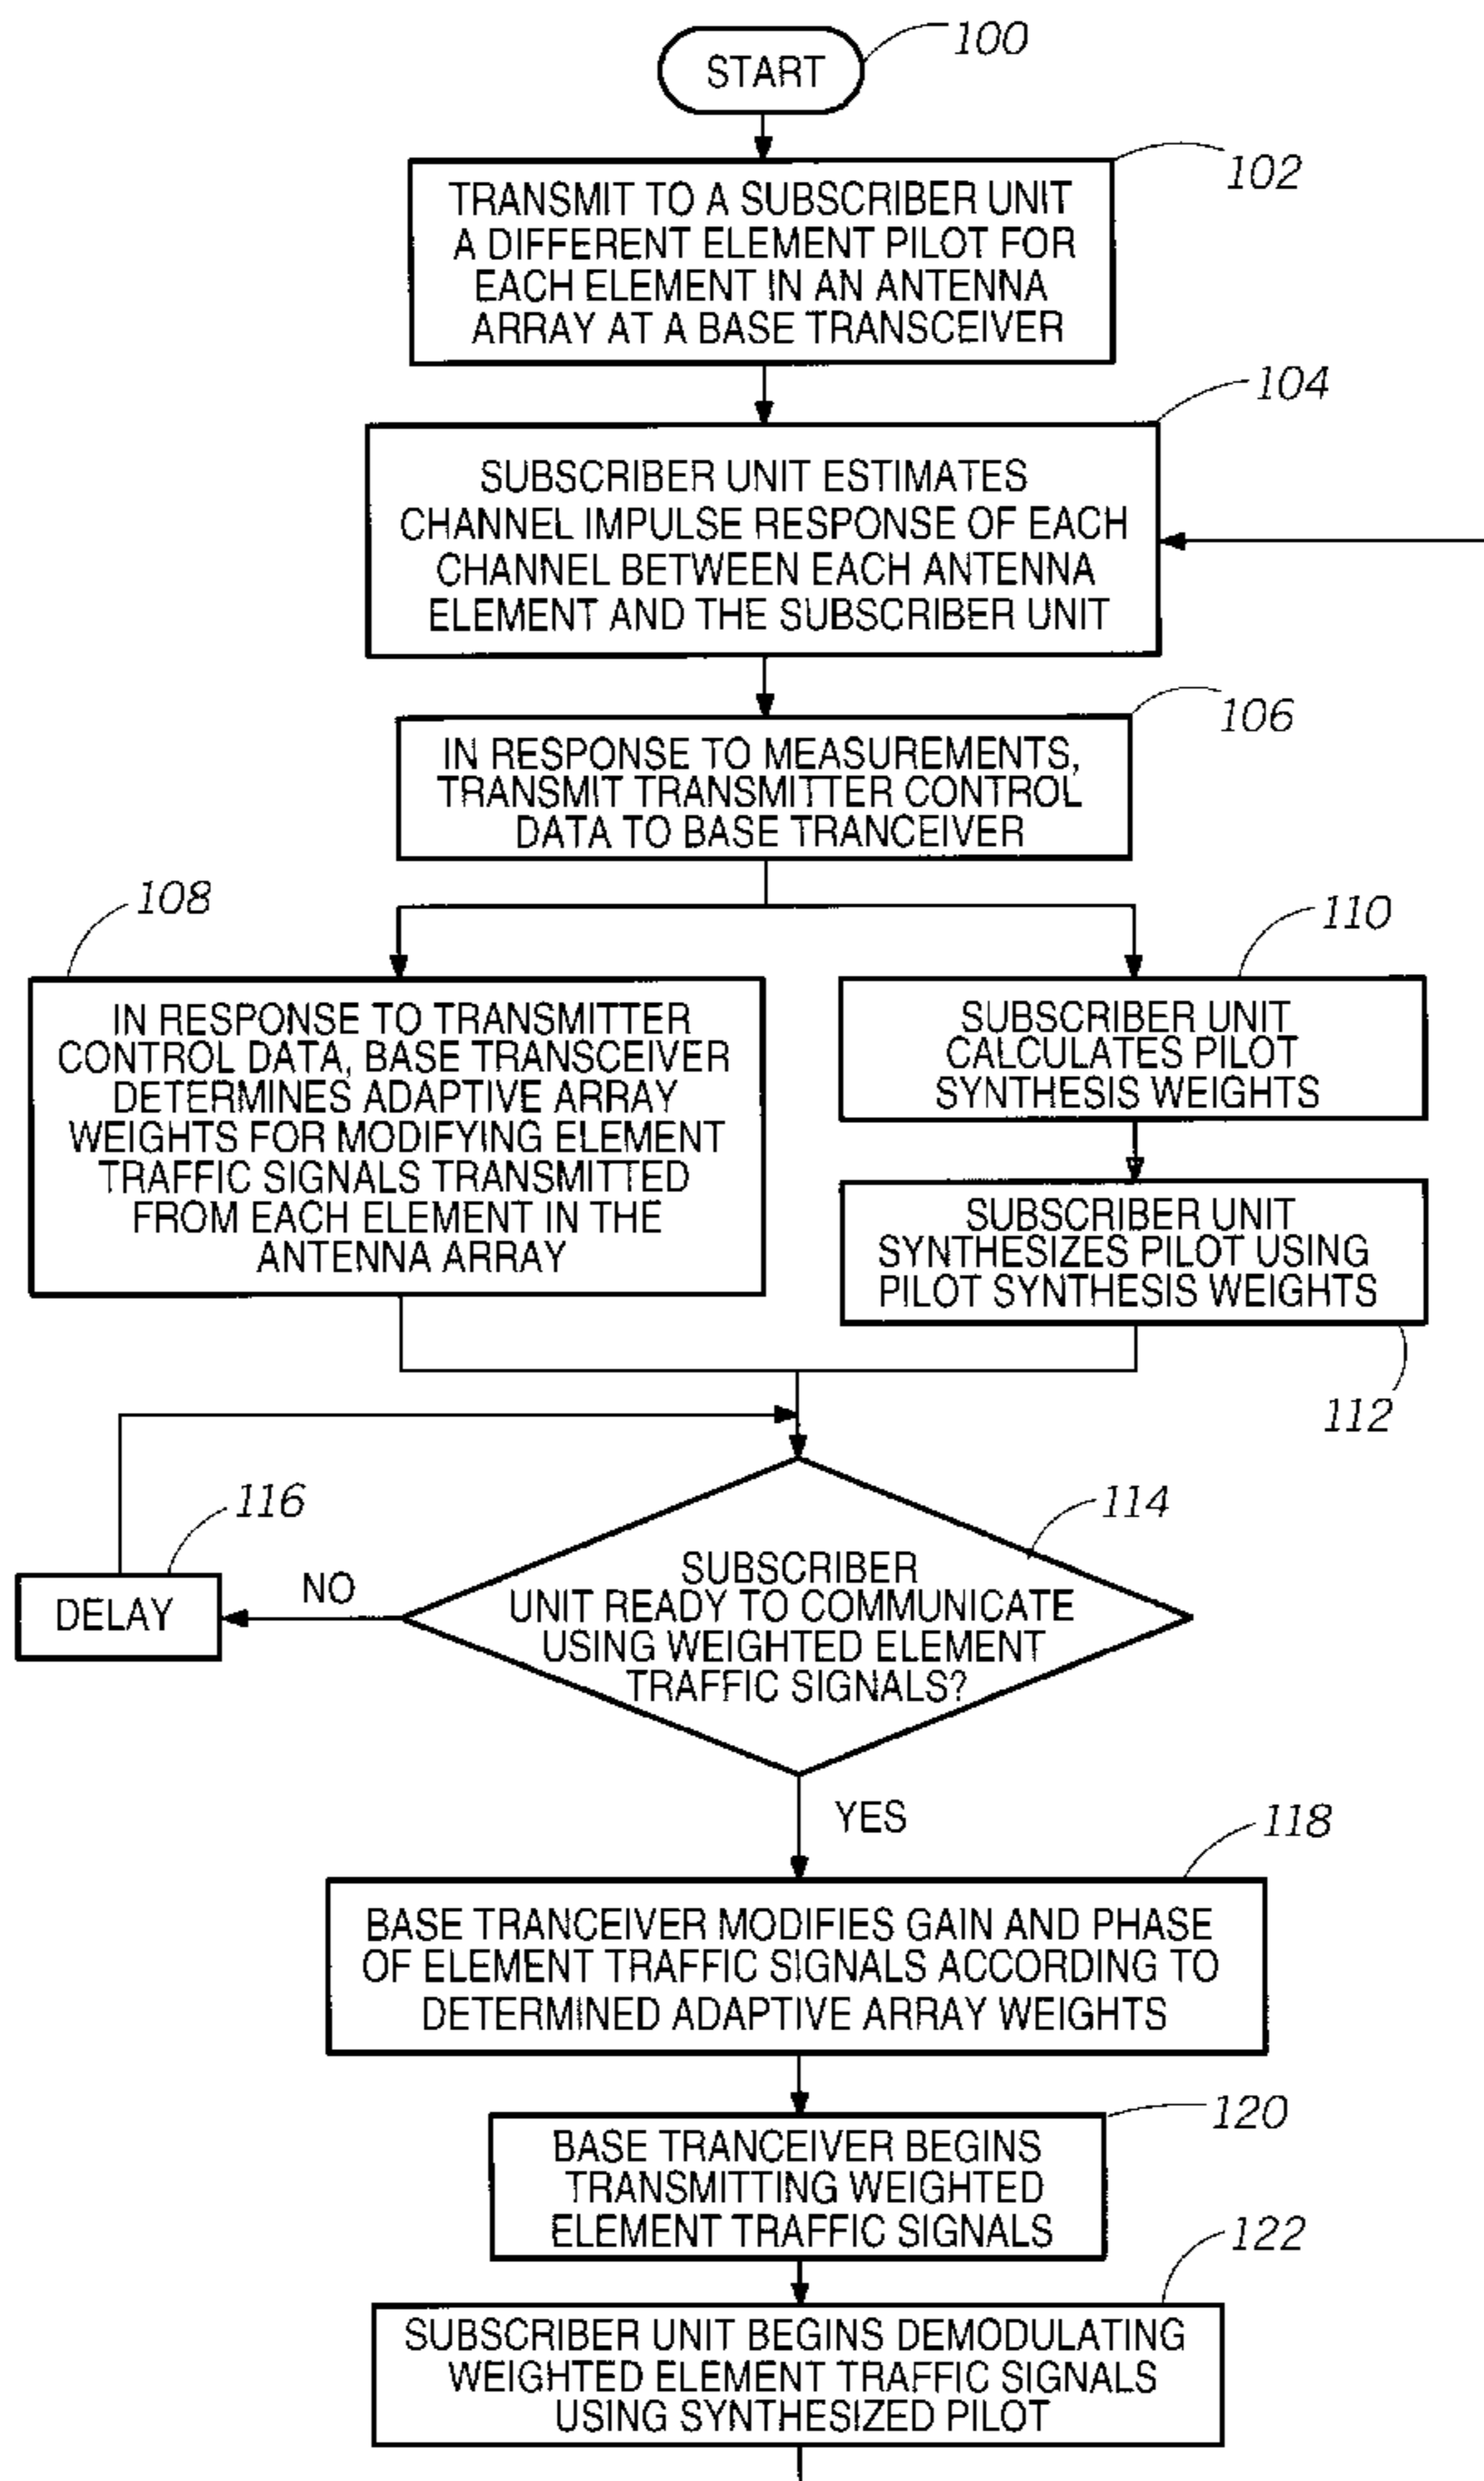 100
START
102
TRANSMIT TO A SUBSCRIBER UNIT
A DIFFERENT ELEMENT PILOT FOR
EACH ELEMENT IN AN ANTENNA
ARRAY AT A BASE TRANSCEIVER
104
SUBSCRIBER UNIT ESTIMATES
CHANNEL IMPULSE RESPONSE OF EACH
CHANNEL BETWEEN EACH ANTENNA
ELEMENT AND THE SUBSCRIBER UNIT
106
IN RESPONSE TO MEASUREMENTS,
TRANSMIT TRANSMITTER CONTROL
DATA TO BASE TRANCEIVER
108
IN RESPONSE TO TRANSMITTER
CONTROL DATA, BASE TRANSCEIVER
DETERMINES ADAPTIVE ARRAY
WEIGHTS FOR MODIFYING ELEMENT
TRAFFIC SIGNALS TRANSMITTED
FROM EACH ELEMENT IN THE
ANTENNA ARRAY
110
SUBSCRIBER UNIT
CALCULATES PILOT
SYNTHESIS WEIGHTS
SUBSCRIBER UNIT
SYNTHESIZES PILOT USING
PILOT SYNTHESIS WEIGHTS
112
114
SUBSCRIBER
UNIT READY TO COMMUNICATE
USING WEIGHTED ELEMENT
TRAFFIC SIGNALS?
116
NO
DELAY
YES
118
BASE TRANCEIVER MODIFIES GAIN AND PHASE
OF ELEMENT TRAFFIC SIGNALS ACCORDING TO
DETERMINED ADAPTIVE ARRAY WEIGHTS
120
BASE TRANCEIVER BEGINS
TRANSMITTING WEIGHTED
ELEMENT TRAFFIC SIGNALS
122
SUBSCRIBER UNIT BEGINS DEMODULATING
WEIGHTED ELEMENT TRAFFIC SIGNALS
USING SYNTHESIZED PILOT